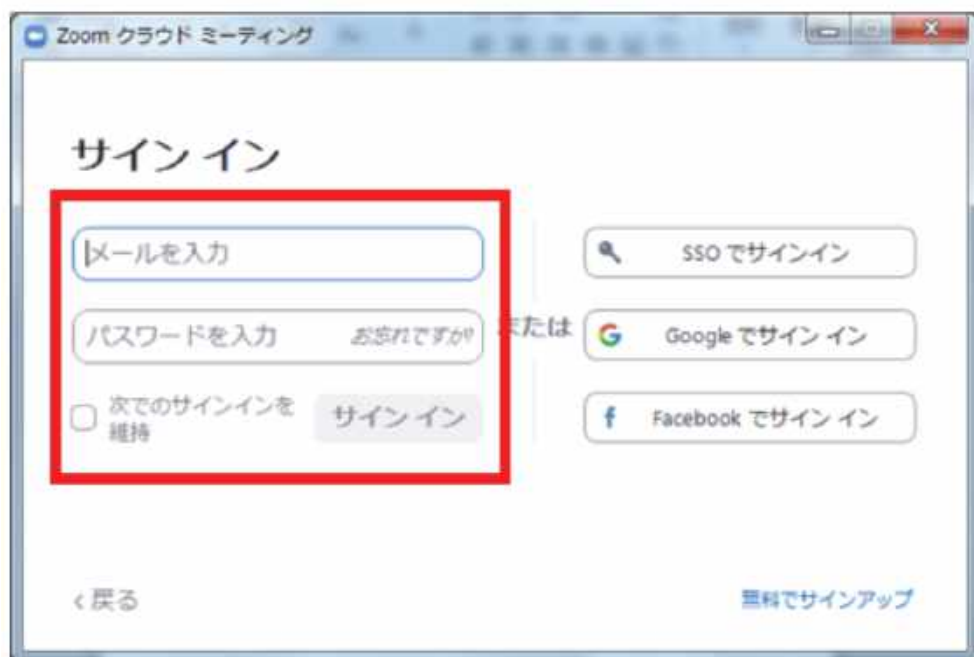 Zoom クラウド ミーティング
サイン イン
メールを入力
パスワードを入力 お忘れですか?
次でのサインインを
維持
サイン イン
または
SSO でサインイン
Google でサイン イン
Facebook でサイン イン
戻る
無料でサインアップ